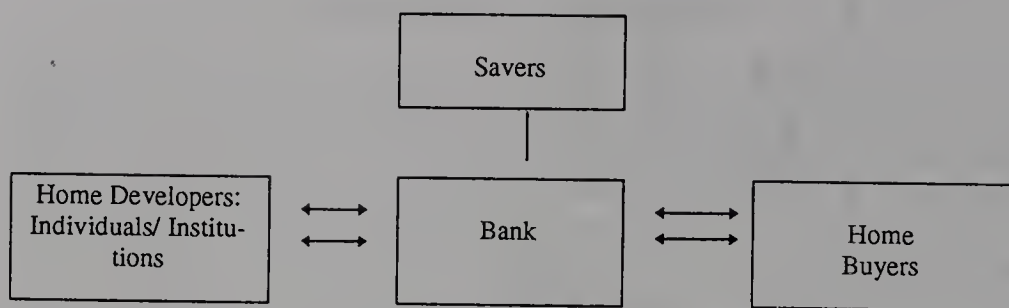 Savers
Home Developers:
Individuals/ Institu-
tions
Bank
Home
Buyers